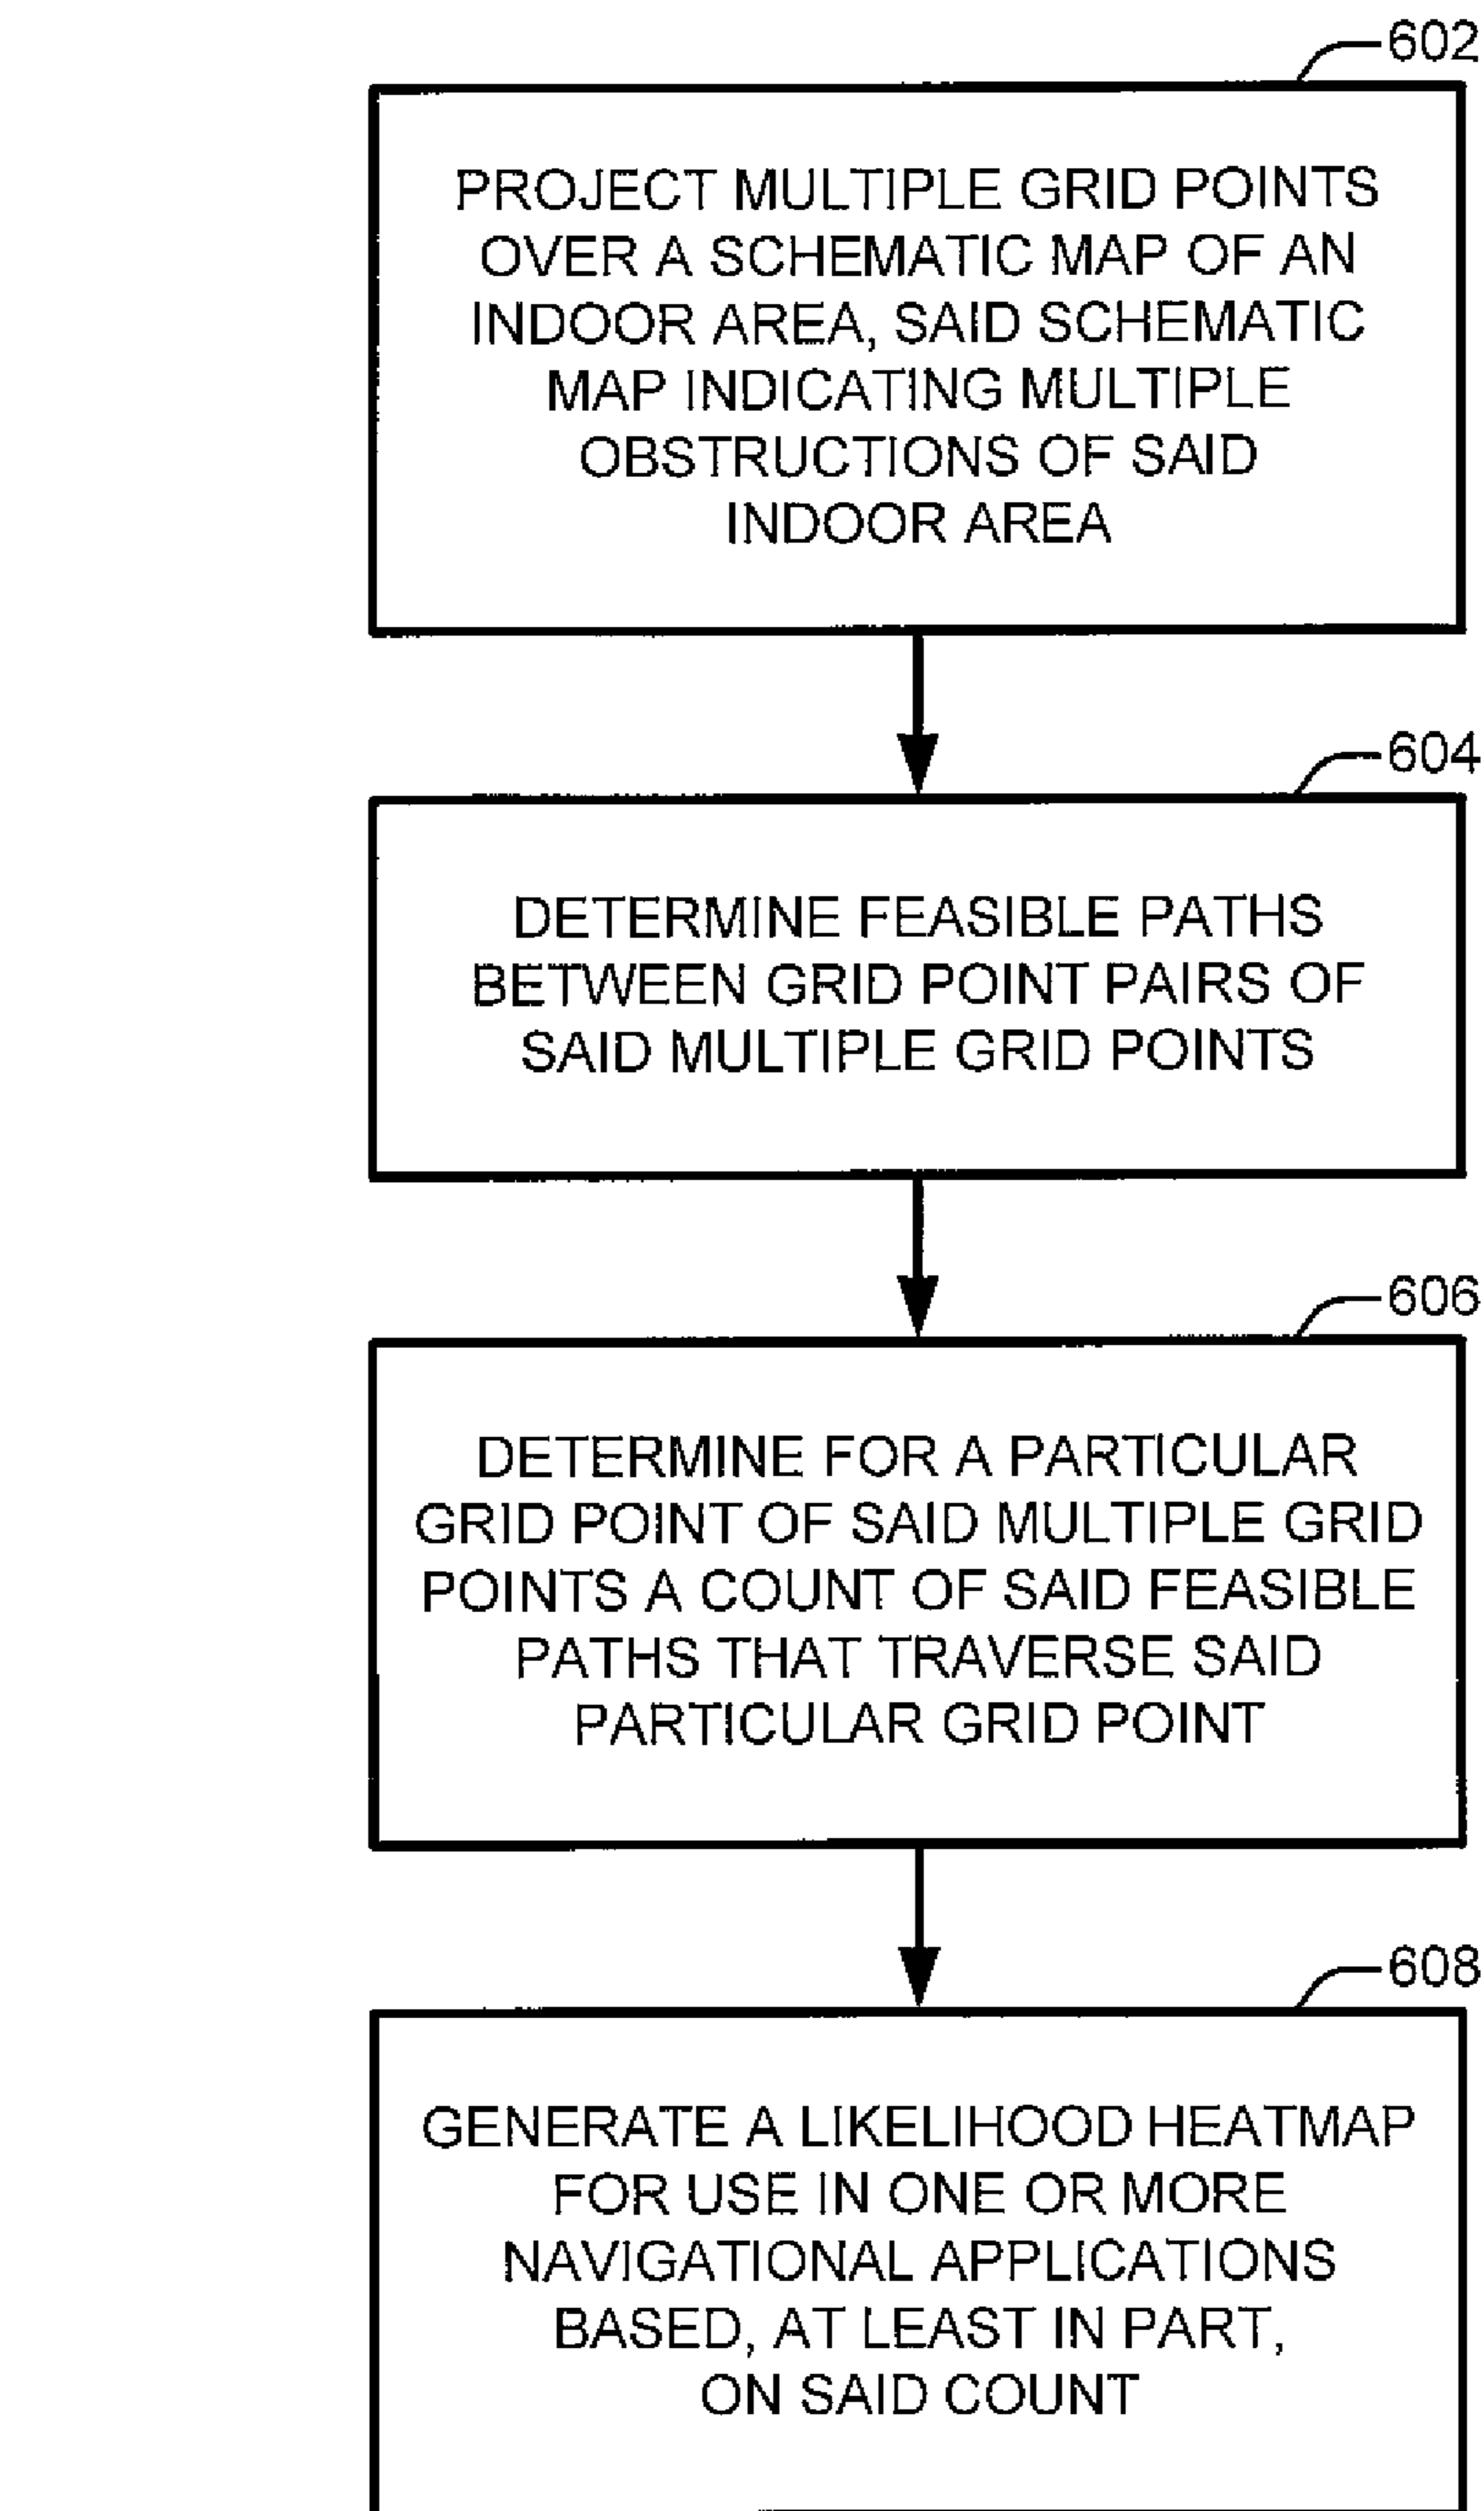 602
PROJECT MULTIPLE GRID POINTS
OVER A SCHEMATIC MAP OF AN
INDOOR AREA, SAID SCHEMATIC
MAP INDICATING MULTIPLE
OBSTRUCTIONS OF SAID
INDOOR AREA
604
DETERMINE FEASIBLE PATHS
BETWEEN GRID POINT PAIRS OF
SAID MULTIPLE GRID POINTS
606
DETERMINE FOR A PARTICULAR
GRID POINT OF SAID MULTIPLE GRID
POINTS A COUNT OF SAID FEASIBLE
PATHS THAT TRAVERSE SAID
PARTICULAR GRID POINT
608
GENERATE A LIKELIHOOD HEATMAP
FOR USE IN ONE OR MORE
NAVIGATIONAL APPLICATIONS
BASED, AT LEAST IN PART,
ON SAID COUNT